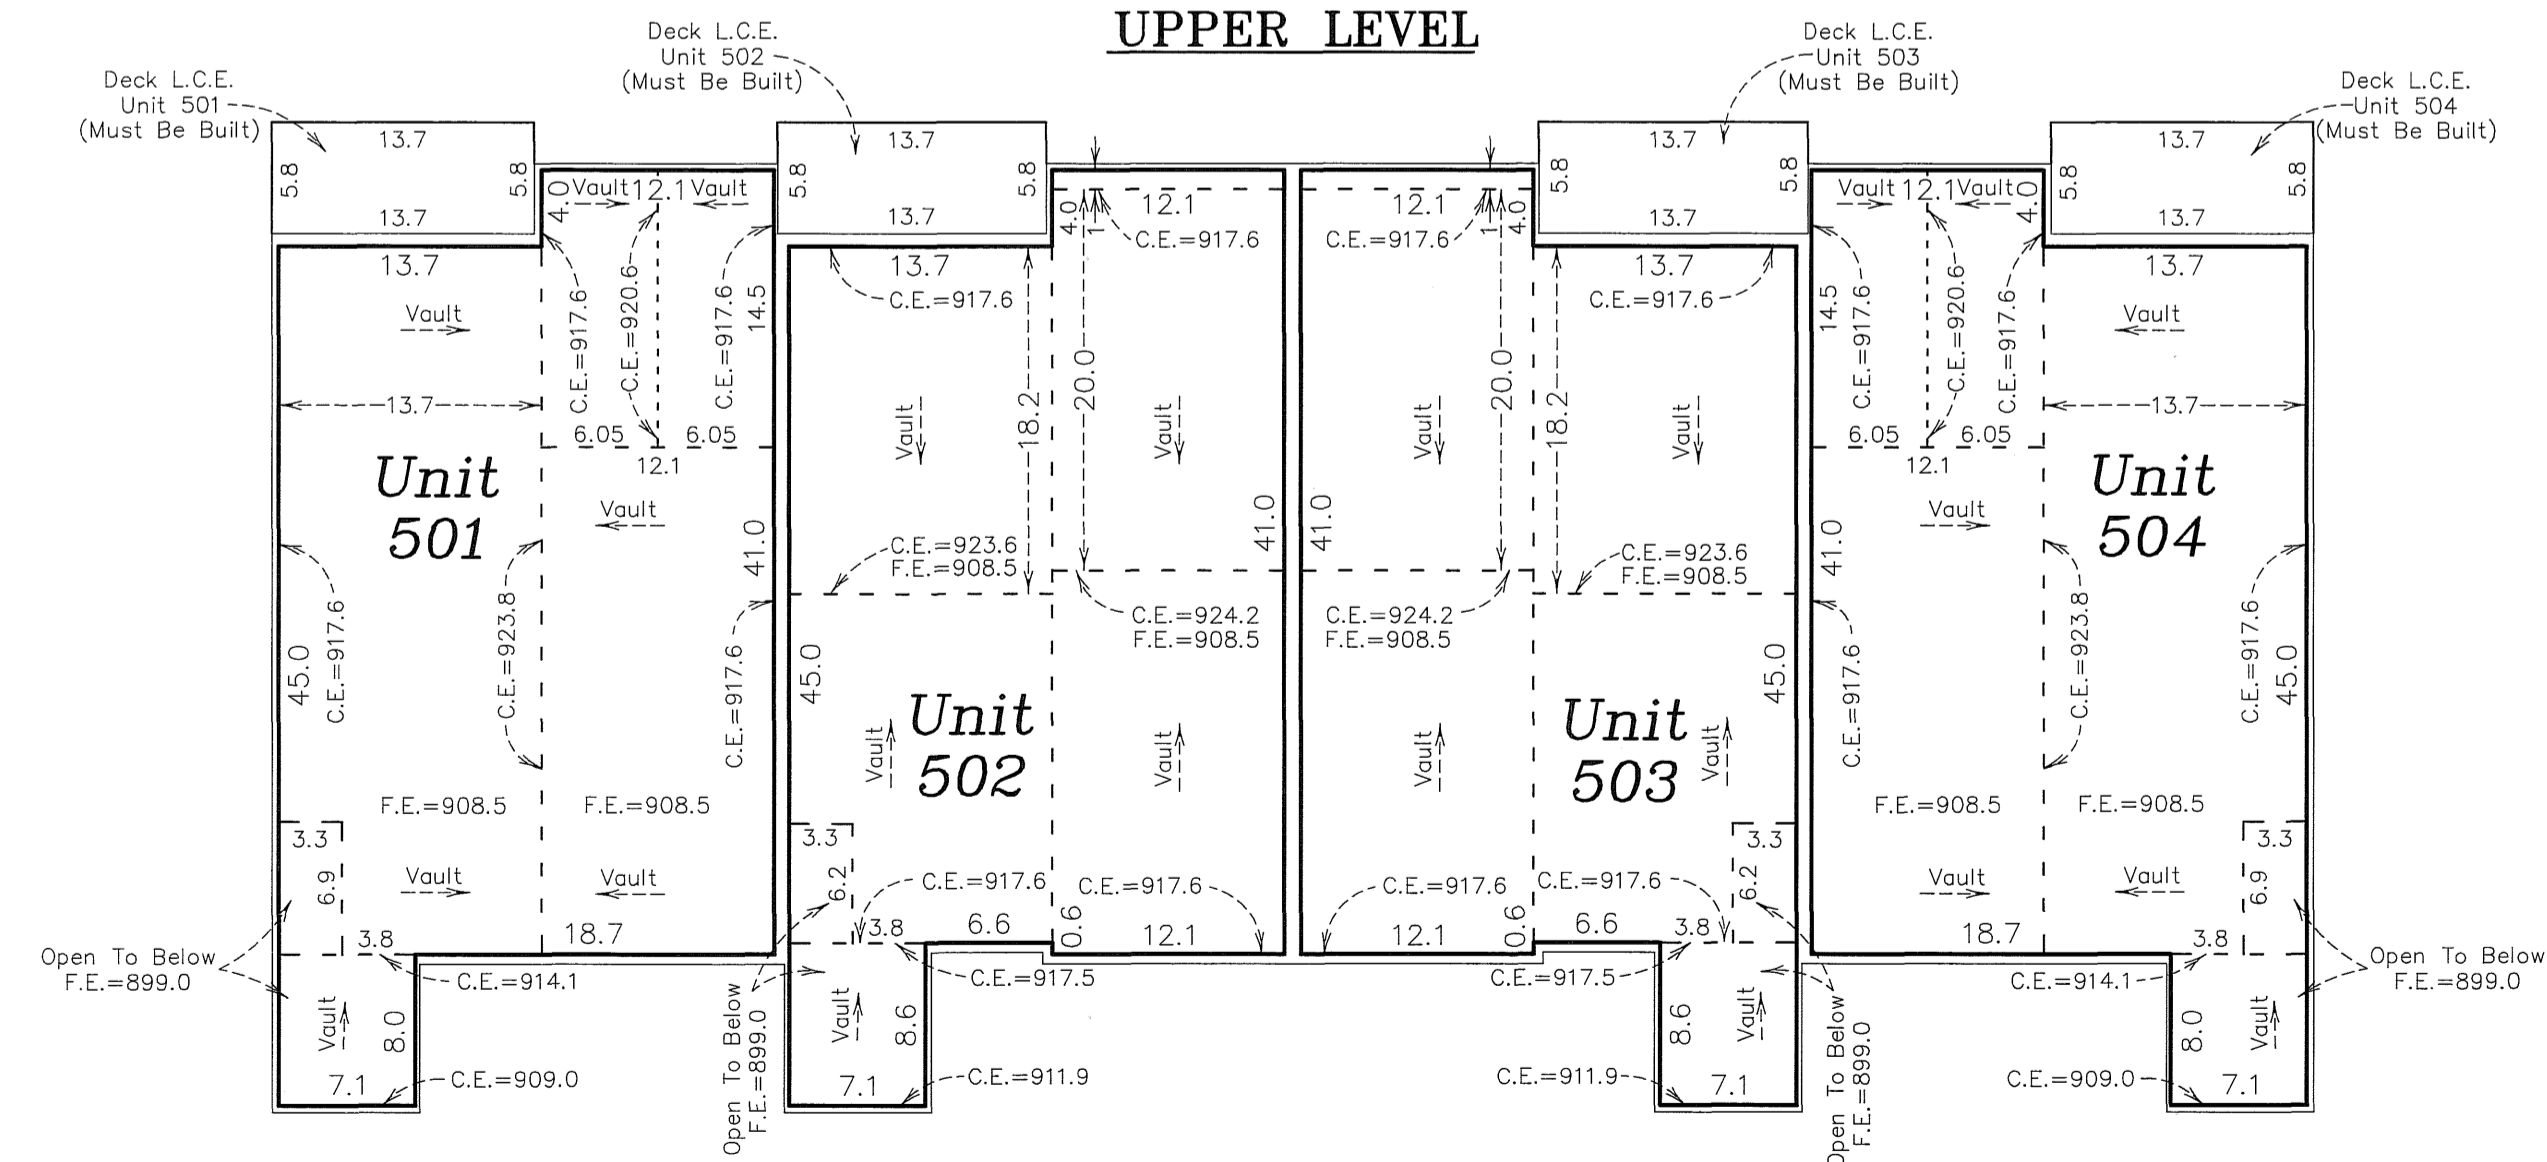 UPPER LEVEL
Deck L.C.E.
Unit 501
(Must Be Built)
Deck L.C.E.
Unit 502
(Must Be Built)
Deck L.C.E.
Unit 503
(Must Be Built)
Deck L.C.E.
Unit 504
(Must Be Built)
13.7
5.8
5.8
13.7
13.7
4.0
Vault
12.1
Vault
Vault
C.E.=917.6
C.E.=920.6
C.E.=917.6
14.5
13.7
6.05
6.05
12.1
Unit
501
Vault
41.0
45.0
C.E.=917.6
C.E.=923.8
C.E.=917.6
F.E.=908.5
F.E.=908.5
3.3
6.9
Vault
Vault
3.8
18.7
Open To Below
F.E.=899.0
C.E.=914.1
Vault
8.0
7.1
C.E.=909.0
13.7
5.8
5.8
13.7
13.7
C.E.=917.6
4.0
1
12.1
C.E.=917.6
18.2
20.0
Vault
Vault
41.0
C.E.=923.6
F.E.=908.5
C.E.=924.2
F.E.=908.5
45.0
Unit
502
Vault
Vault
3.3
6.2
C.E.=917.6
C.E.=917.6
3.8
6.6
0.6
12.1
C.E.=917.5
Open To Below
F.E.=899.0
Vault
8.6
7.1
C.E.=911.9
13.7
5.8
5.8
13.7
12.1
1
4.0
C.E.=917.6
13.7
C.E.=917.6
20.0
18.2
Vault
Vault
41.0
C.E.=923.6
F.E.=908.5
C.E.=924.2
F.E.=908.5
45.0
Unit
503
Vault
Vault
3.3
6.2
C.E.=917.6
C.E.=917.6
12.1
0.6
6.6
3.8
C.E.=917.5
8.6
Vault
Open To Below
F.E.=899.0
C.E.=911.9
7.1
13.7
5.8
5.8
13.7
Vault
12.1
Vault
4.0
13.7
Vault
14.5
C.E.=917.6
C.E.=920.6
C.E.=917.6
13.7
6.05
6.05
12.1
Unit
504
Vault
41.0
C.E.=917.6
C.E.=923.8
C.E.=917.6
45.0
F.E.=908.5
F.E.=908.5
3.3
6.9
Vault
Vault
18.7
3.8
C.E.=914.1
Open To Below
F.E.=899.0
8.0
Vault
C.E.=909.0
7.1